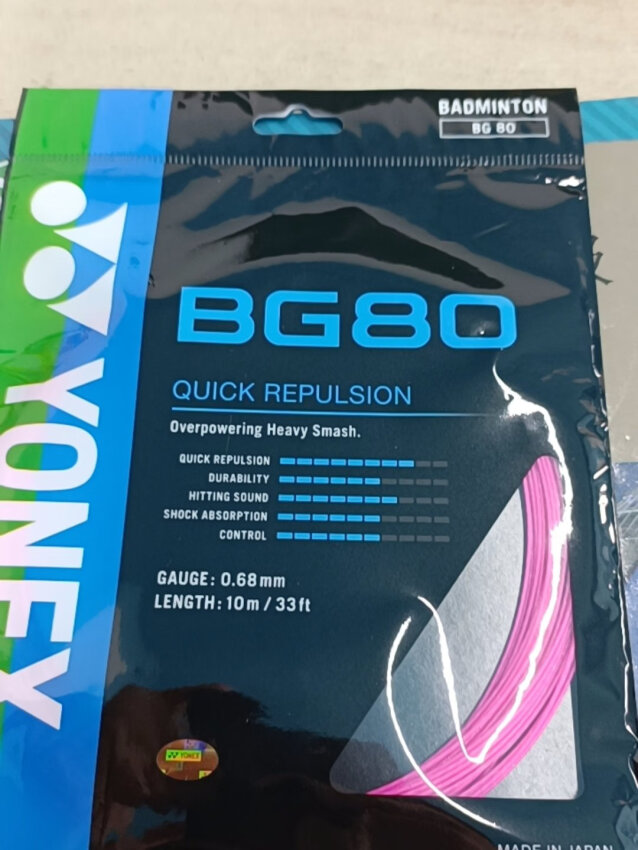 BADMINTON
BG 80
YONEX
BG80
QUICK REPULSION
Overpowering Heavy Smash.
QUICK REPULSION
DURABILITY
HITTING SOUND
SHOCK ABSORPTION
CONTROL
GAUGE: 0.68mm
LENGTH: 10m / 33ft
YONEX
MADE IN JAPAN